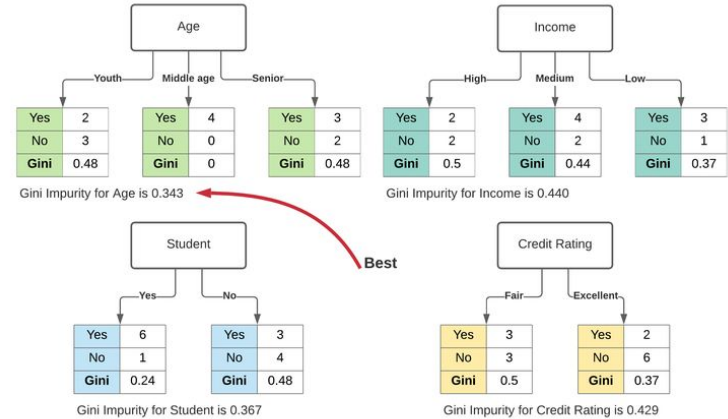 Age
Income
Youth Middle age Senior
High Medium Low
Yes 2
No 3
Gini 0.48
Yes 4
No 0
Gini 0
Yes 3
No 2
Gini 0.48
Yes 2
No 2
Gini 0.5
Yes 4
No 2
Gini 0.44
Yes 3
No 1
Gini 0.37
Gini Impurity for Age is 0.343
Gini Impurity for Income is 0.440
Best
Student
Credit Rating
Yes No
Fair Excellent
Yes 6
No 1
Gini 0.24
Yes 3
No 4
Gini 0.48
Yes 3
No 3
Gini 0.5
Yes 2
No 6
Gini 0.37
Gini Impurity for Student is 0.367
Gini Impurity for Credit Rating is 0.429